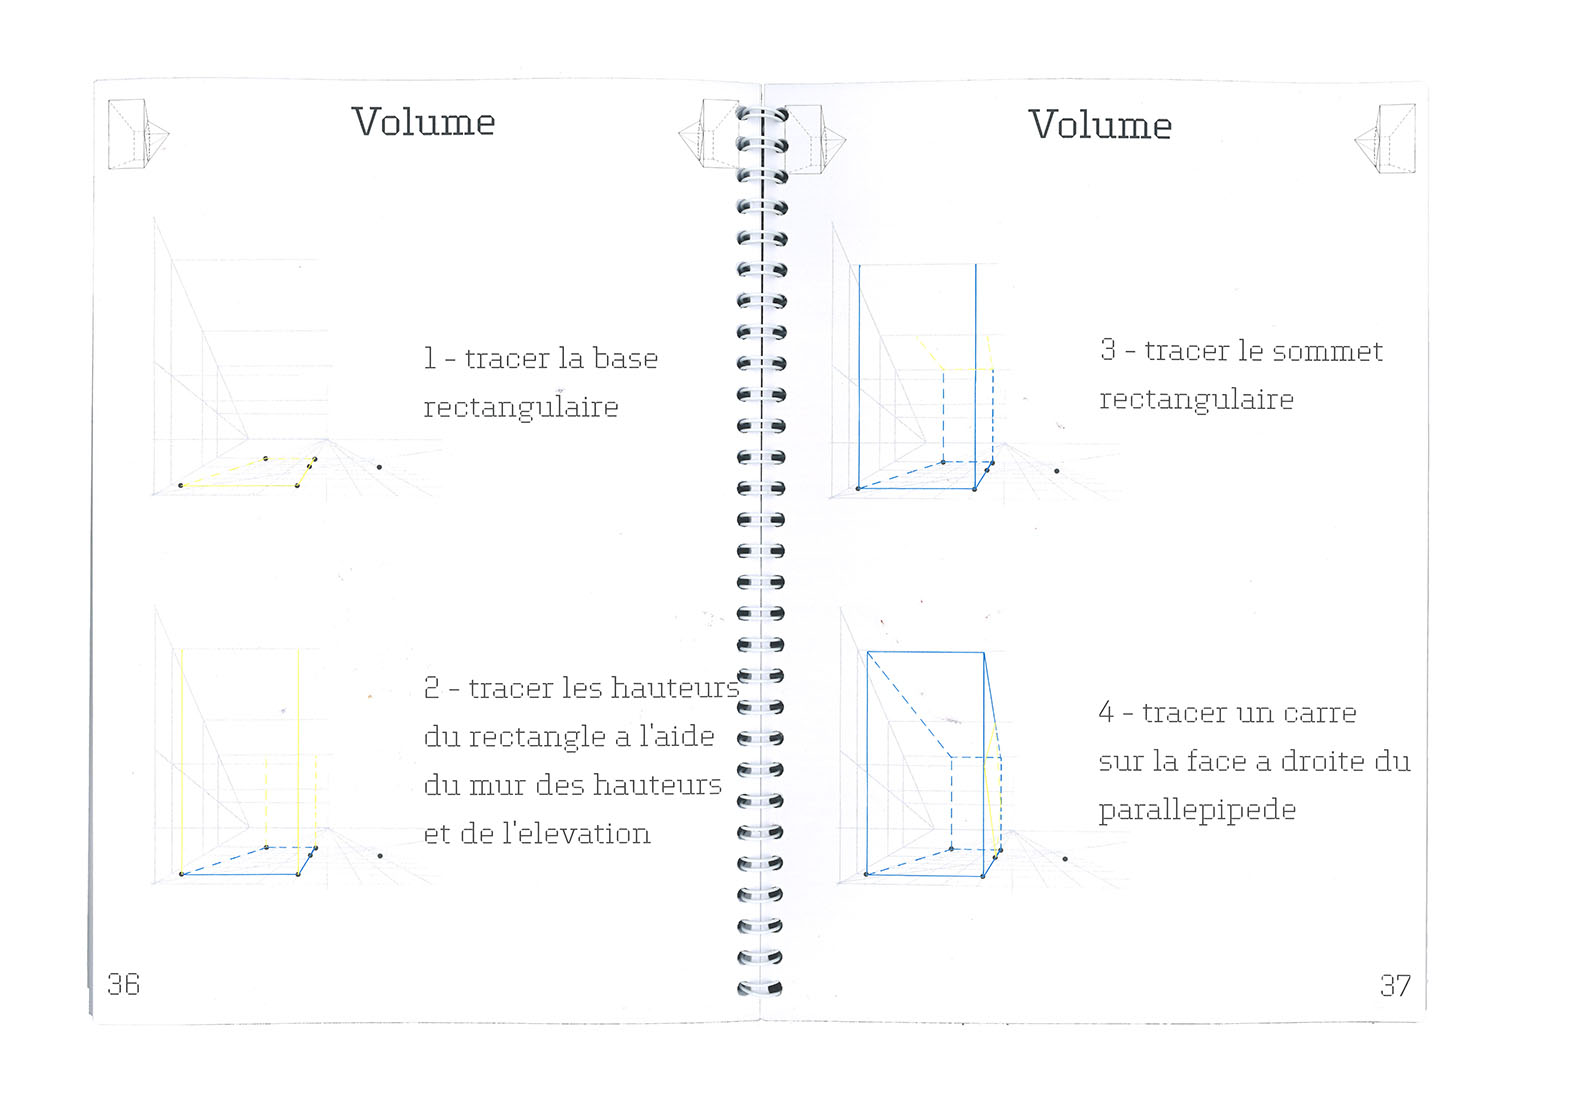 Volume
1 - tracer la base
rectangulaire
2 - tracer les hauteurs
du rectangle a l'aide
du mur des hauteurs
et de l'elevation
36
Volume
3 - tracer le sommet
rectangulaire
4 - tracer un carre
sur la face a droite du
parallepipede
37